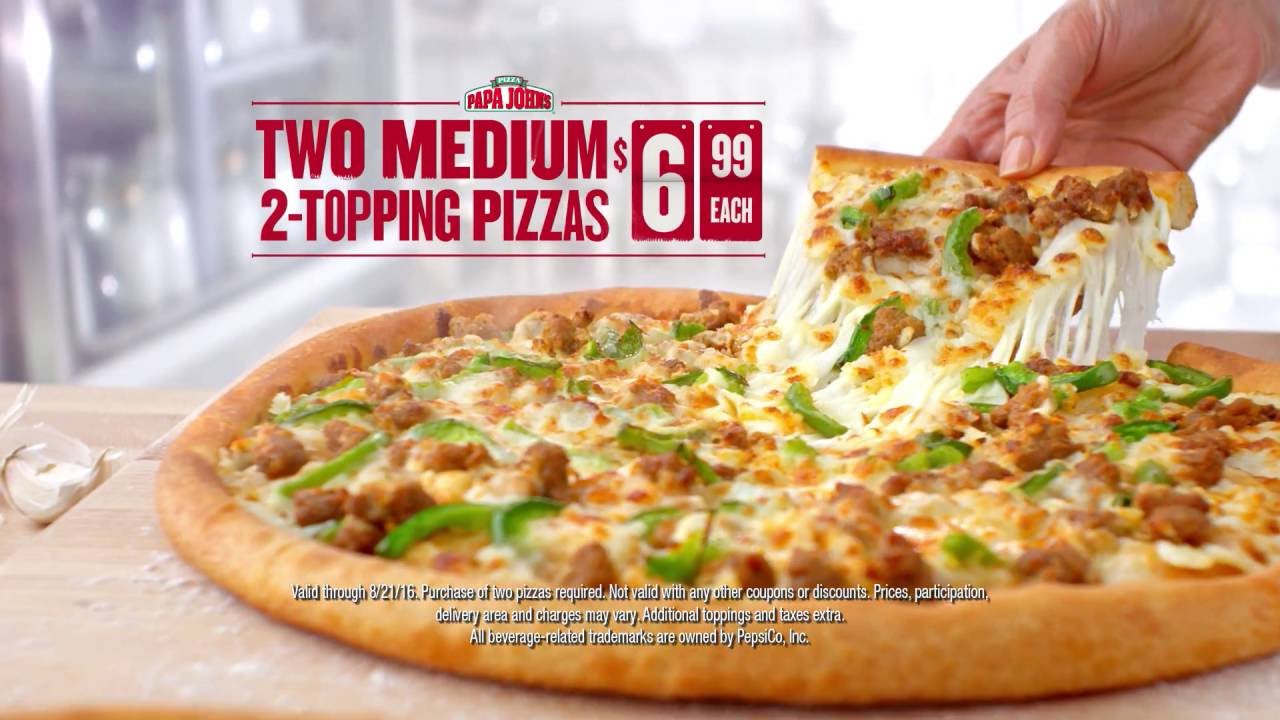 PIZZA
PAPA JOHNS
TWO MEDIUM
2-TOPPING PIZZAS
$6 99
EACH
Valid through 8/21/16. Purchase of two pizzas required. Not valid with any other coupons or discounts. Prices, participation,
delivery area and charges may vary. Additional toppings and taxes extra.
All beverage-related trademarks are owned by PepsiCo, Inc.